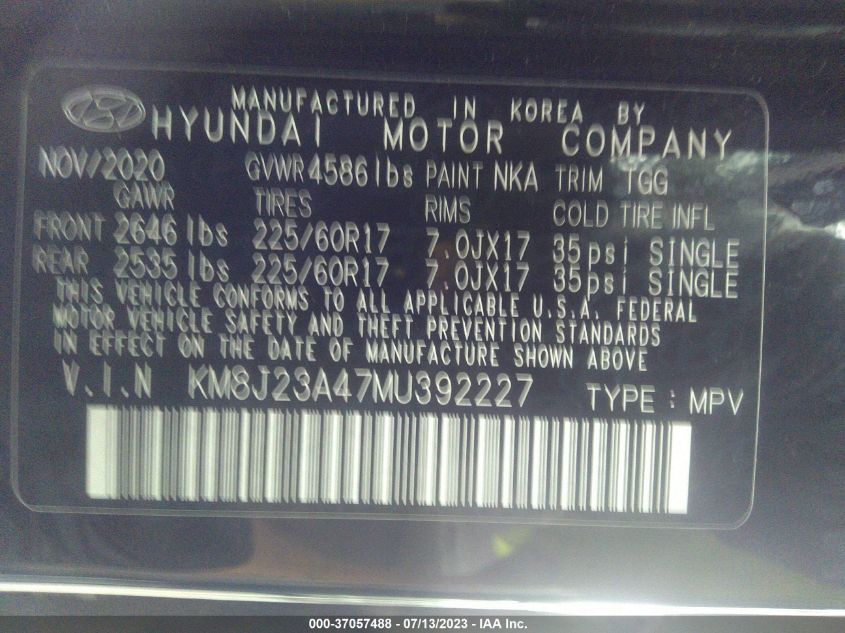 MANUFACTURED IN KOREA BY
HYUNDAI MOTOR COMPANY
NOV/2020 GVWR 4586 lbs PAINT NKA TRIM TGG
GAWR TIRES RIMS COLD TIRE INFL
FRONT 2646 lbs 225/60R17 7.0JX17 35psi SINGLE
REAR 2535 lbs 225/60R17 7.0JX17 35psi SINGLE
THIS VEHICLE CONFORMS TO ALL APPLICABLE U.S.A. FEDERAL
MOTOR VEHICLE SAFETY AND THEFT PREVENTION STANDARDS
IN EFFECT ON THE DATE OF MANUFACTURE SHOWN ABOVE
V.I.N KM8J23A47MU392227 TYPE : MPV
000-37057488 - 07/13/2023 - IAA Inc.